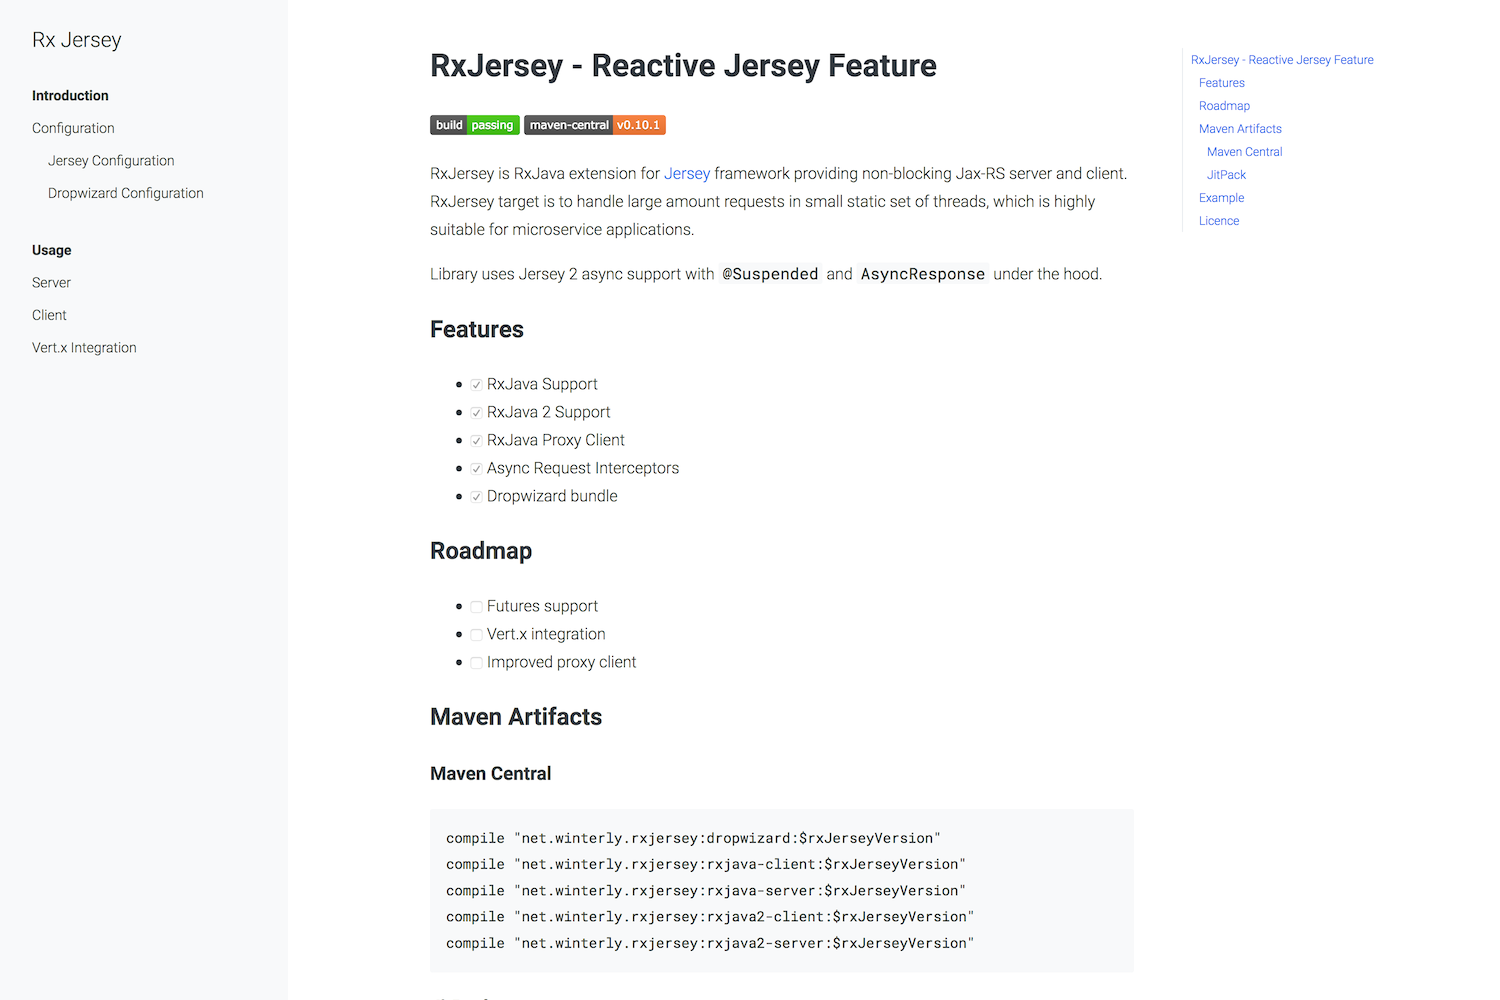 Rx Jersey
Introduction
Configuration
Jersey Configuration
Dropwizard Configuration
Usage
Server
Client
Vert.x Integration
RxJersey - Reactive Jersey Feature
build passing maven-central v0.10.1
RxJersey is RxJava extension for Jersey framework providing non-blocking Jax-RS server and client.
RxJersey target is to handle large amount requests in small static set of threads, which is highly
suitable for microservice applications.
Library uses Jersey 2 async support with @Suspended and AsyncResponse under the hood.
Features
RxJava Support
RxJava 2 Support
RxJava Proxy Client
Async Request Interceptors
Dropwizard bundle
Roadmap
Futures support
Vert.x integration
Improved proxy client
Maven Artifacts
Maven Central
compile "net.winterly.rxjersey:dropwizard:$rxJerseyVersion"
compile "net.winterly.rxjersey:rxjava-client:$rxJerseyVersion"
compile "net.winterly.rxjersey:rxjava-server:$rxJerseyVersion"
compile "net.winterly.rxjersey:rxjava2-client:$rxJerseyVersion"
compile "net.winterly.rxjersey:rxjava2-server:$rxJerseyVersion"
RxJersey - Reactive Jersey Feature
Features
Roadmap
Maven Artifacts
Maven Central
JitPack
Example
Licence